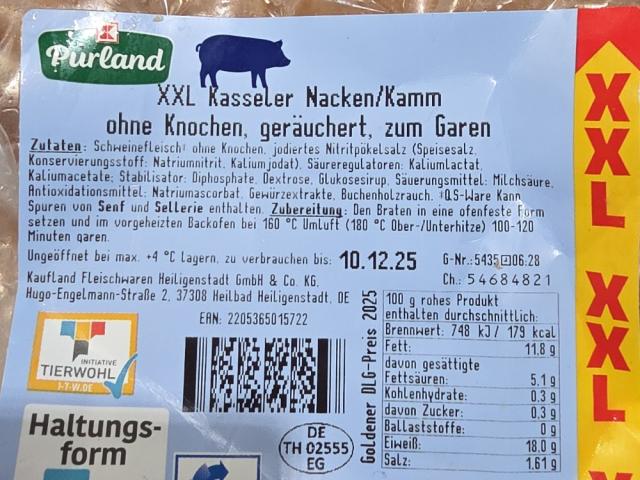 K
Purland
XXL Kasseler Nacken/Kamm
ohne Knochen, geräuchert, zum Garen
Zutaten: Schweinefleisch¹ ohne Knochen, jodiertes Nitritpökelsalz (Speisesalz,
Konservierungsstoff: Natriumnitrit, Kaliumjodat), Säureregulatoren: Kaliumlactat,
Kaliumacetate; Stabilisator: Diphosphate, Dextrose, Glukosesirup, Säuerungsmittel: Milchsäure,
Antioxidationsmittel: Natriumascorbat, Gewürzextrakte, Buchenholzrauch. ¹QS-Ware Kann
Spuren von Senf und Sellerie enthalten. Zubereitung: Den Braten in eine ofenfeste Form
setzen und im vorgeheizten Backofen bei 160 °C Umluft (180 °C Ober-/Unterhitze) 100-120
Minuten garen.
Ungeöffnet bei max. +4 °C lagern, zu verbrauchen bis: 10.12.25
G-Nr.: 5435 06:28
Ch.: 54684821
Kaufland Fleischwaren Heiligenstadt GmbH & Co. KG,
Hugo-Engelmann-Straße 2, 37308 Heilbad Heiligenstadt, DE
EAN: 2205365015722
INITIATIVE
TIERWOHL
I-T-W.DE
Haltungs-
form
DE
TH 02555
EG
Goldener DLG-Preis 2025
100 g rohes Produkt
enthalten durchschnittlich:
Brennwert: 748 kJ/ 179 kcal
Fett: 11.8 g
davon gesättigte
Fettsäuren: 5.1 g
Kohlenhydrate: 0.3 g
davon Zucker: 0.3 g
Ballaststoffe: 0 g
Eiweiß: 18.0 g
Salz: 1.61 g
XXL XXL